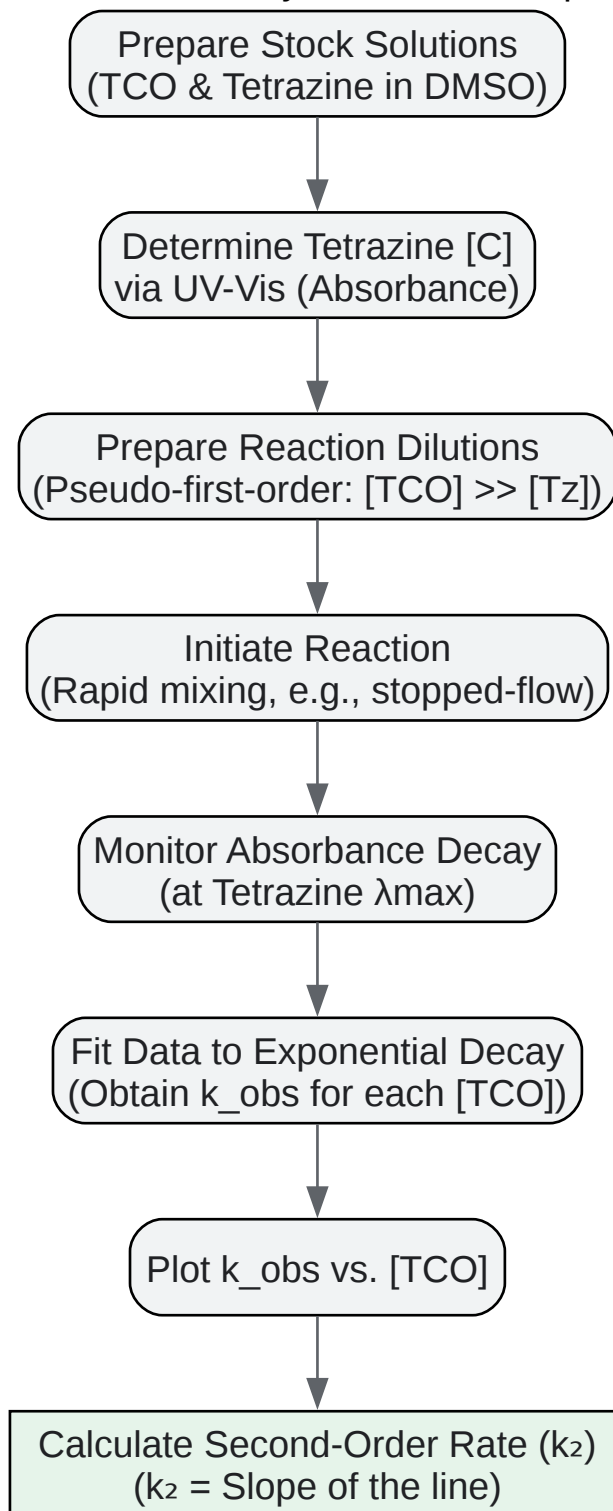 Prepare Stock Solutions
(TCO & Tetrazine in DMSO)
Determine Tetrazine [C]
via UV-Vis (Absorbance)
Prepare Reaction Dilutions
(Pseudo-first-order: [TCO] >> [Tz])
Initiate Reaction
(Rapid mixing, e.g., stopped-flow)
Monitor Absorbance Decay
(at Tetrazine λmax)
Fit Data to Exponential Decay
(Obtain k_obs for each [TCO])
Plot k_obs vs. [TCO]
Calculate Second-Order Rate (k₂)
(k₂ = Slope of the line)